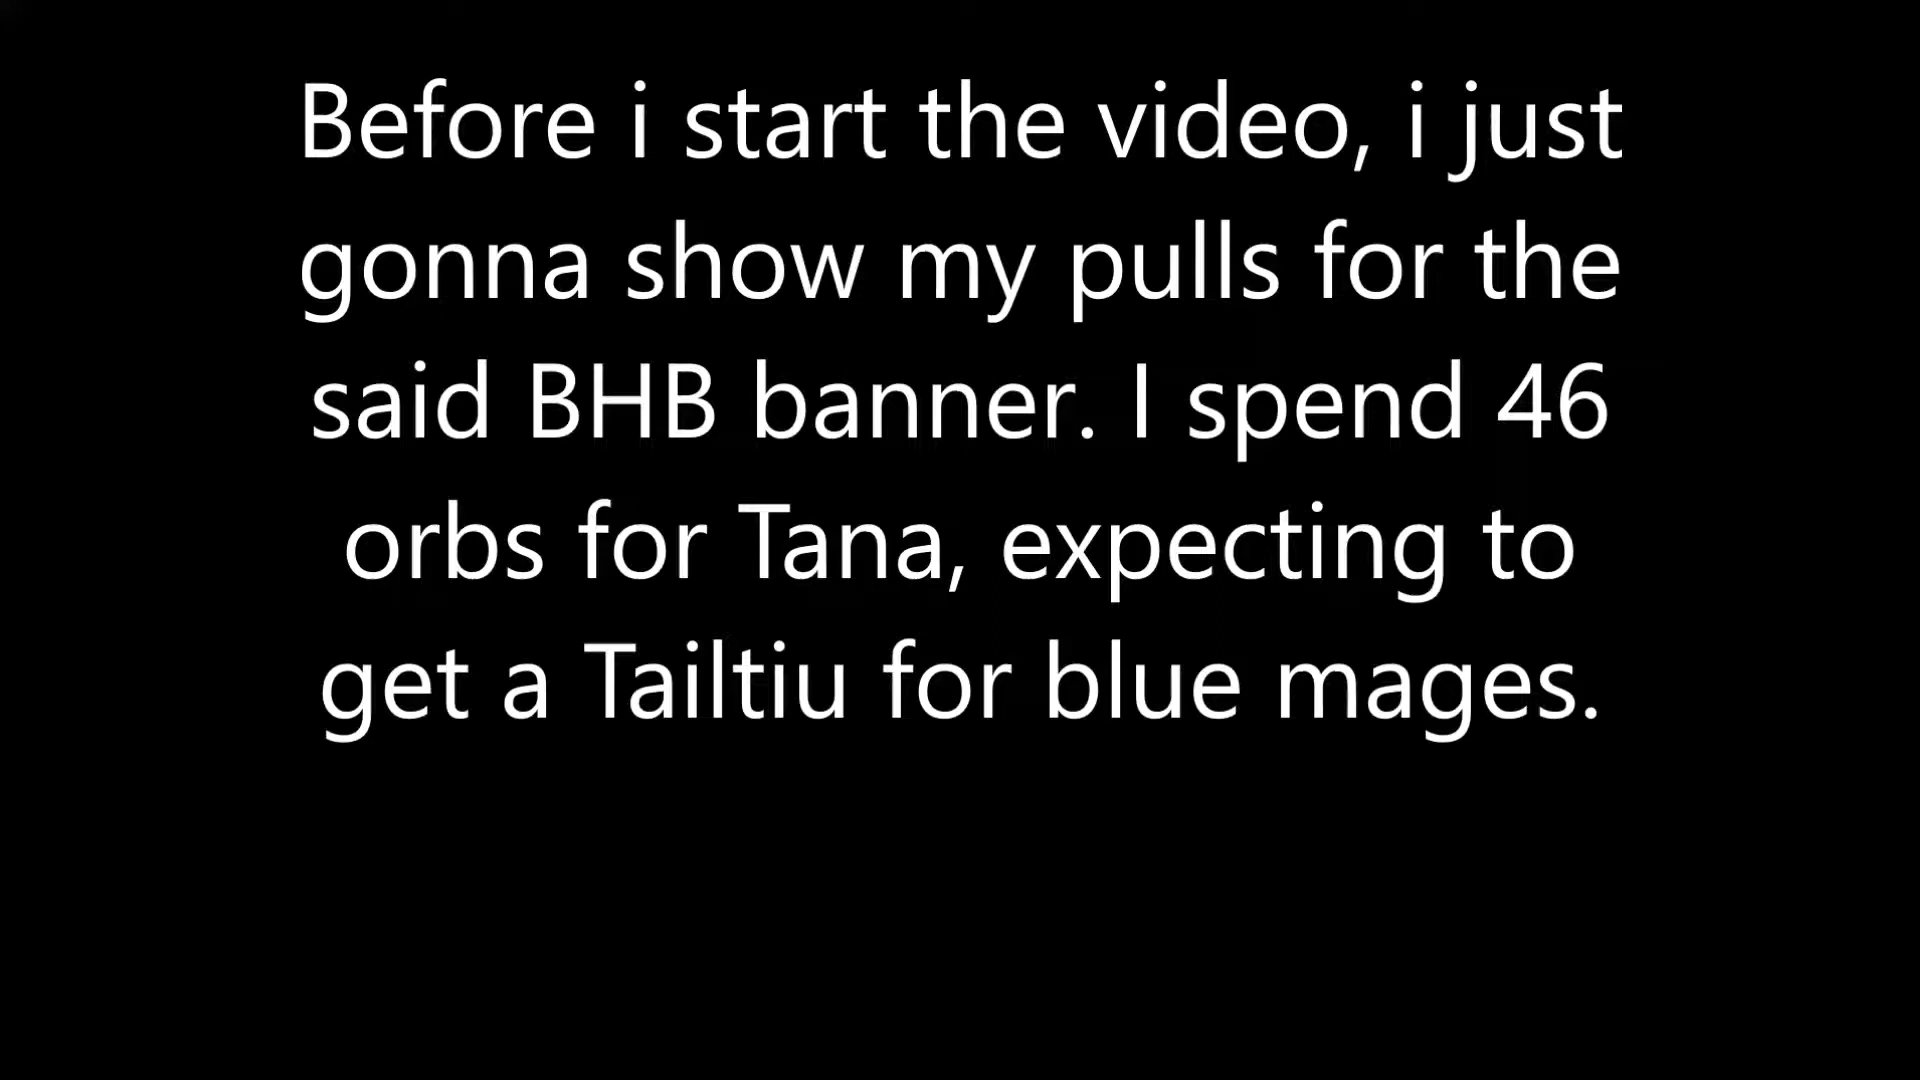 Before i start the video, i just
gonna show my pulls for the
said BHB banner. I spend 46
orbs for Tana, expecting to
get a Tailtiu for blue mages.